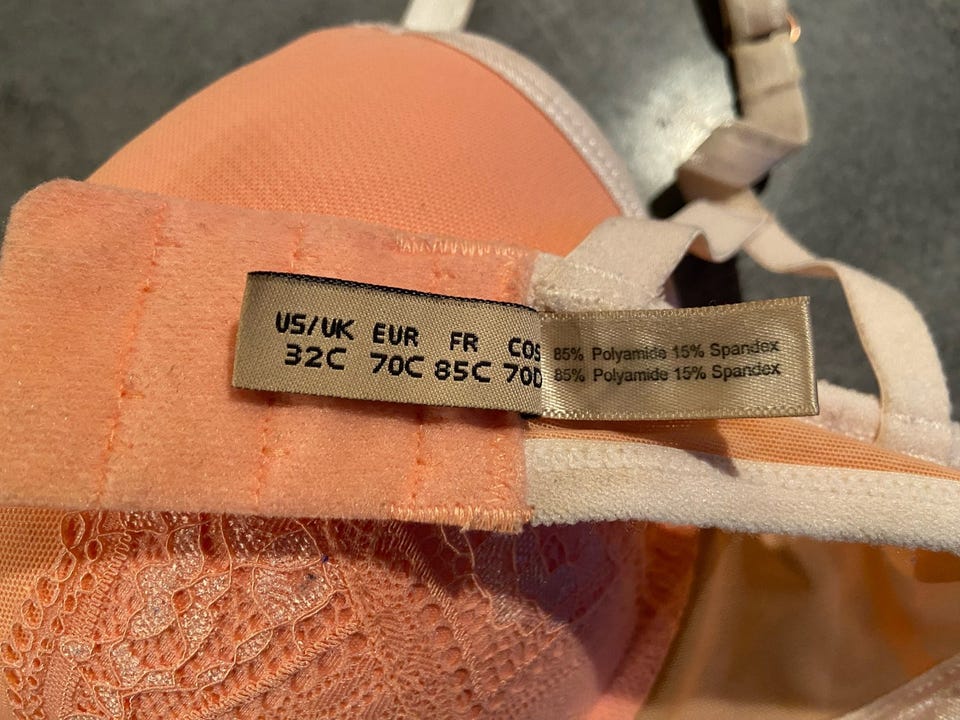 US/UK EUR FR COS
32C 70C 85C 70D
85% Polyamide 15% Spandex
85% Polyamide 15% Spandex